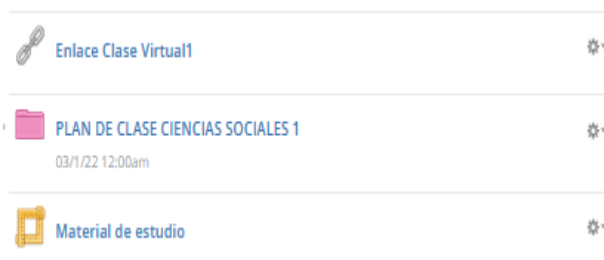 Enlace Clase Virtual1
PLAN DE CLASE CIENCIAS SOCIALES 1
03/1/22 12:00am
Material de estudio